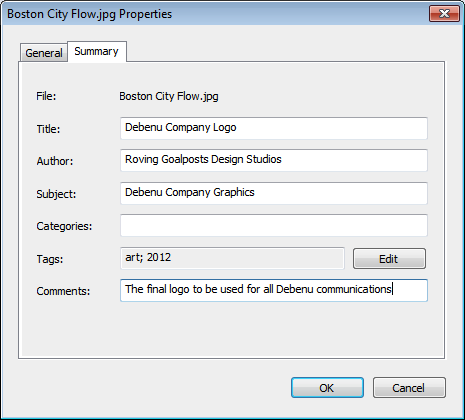 Boston City Flow.jpg Properties
General Summary
File: Boston City Flow.jpg
Title: Debenu Company Logo
Author: Roving Goalposts Design Studios
Subject: Debenu Company Graphics
Categories:
Tags: art; 2012 Edit
Comments: The final logo to be used for all Debenu communications
OK Cancel